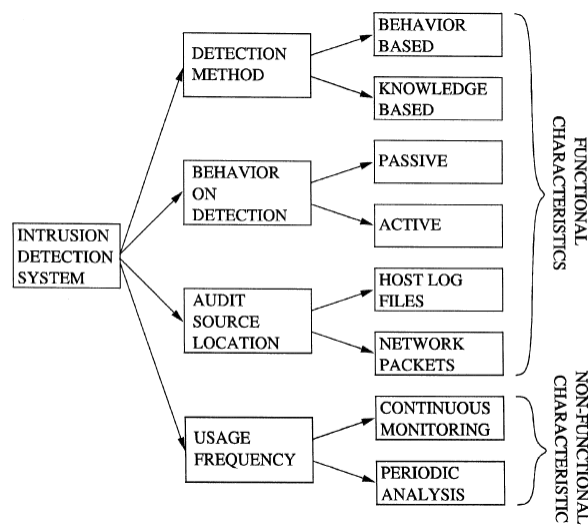 INTRUSION
DETECTION
SYSTEM
DETECTION
METHOD
BEHAVIOR
ON
DETECTION
AUDIT
SOURCE
LOCATION
USAGE
FREQUENCY
BEHAVIOR
BASED
KNOWLEDGE
BASED
PASSIVE
ACTIVE
HOST LOG
FILES
NETWORK
PACKETS
CONTINUOUS
MONITORING
PERIODIC
ANALYSIS
FUNCTIONAL
CHARACTERISTICS
NON-FUNCTIONAL
CHARACTERISTIC